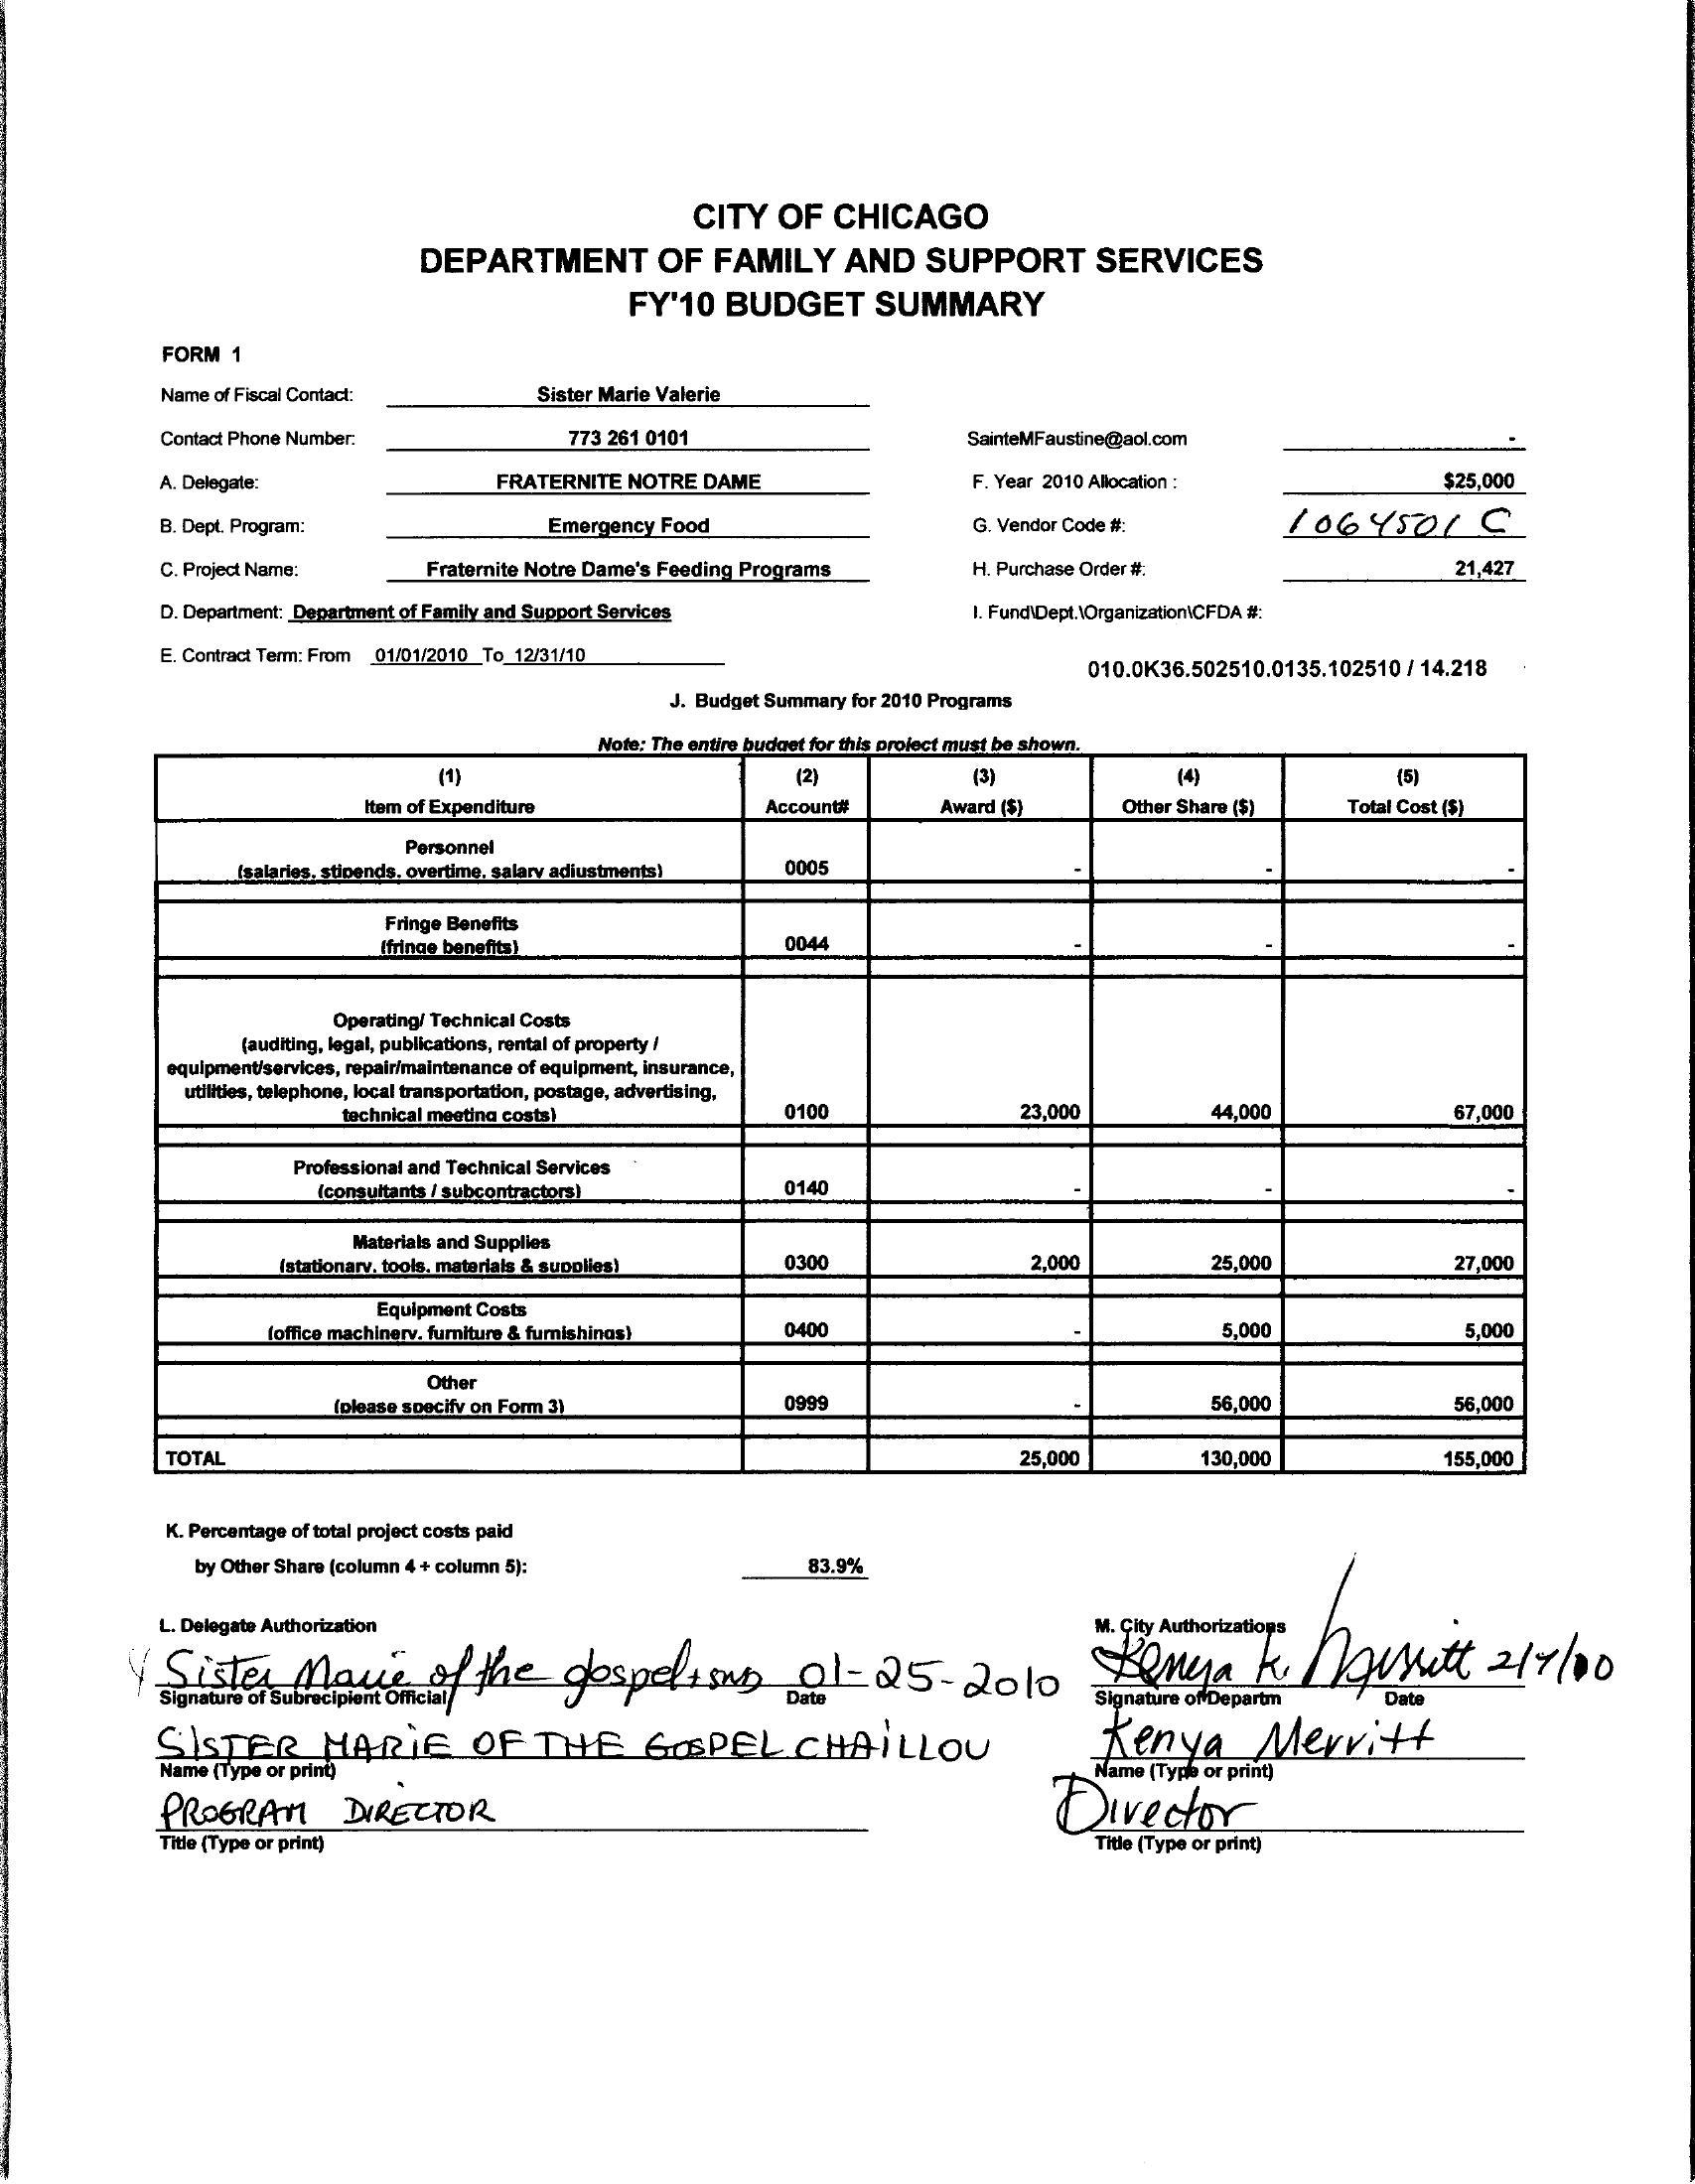 CITY OF CHICAGO
DEPARTMENT OF FAMILY AND SUPPORT SERVICES
FY'10 BUDGET SUMMARY
FORM 1
Name of Fiscal Contact: Sister Marie Valerie
Contact Phone Number: 773 261 0101 SainteMFaustine@aol.com -
A. Delegate: FRATERNITE NOTRE DAME F. Year 2010 Allocation : $25,000
B. Dept. Program: Emergency Food G. Vendor Code #: 1064501 C
C. Project Name: Fraternite Notre Dame's Feeding Programs H. Purchase Order #: 21,427
D. Department: Department of Family and Support Services I. Fund\Dept.\Organization\CFDA #:
E. Contract Term: From 01/01/2010 To 12/31/10
010.0K36.502510.0135.102510 / 14.218
J. Budget Summary for 2010 Programs
Note: The entire budget for this project must be shown.
(1) (2) (3) (4) (5)
Item of Expenditure Account# Award ($) Other Share ($) Total Cost ($)
Personnel
(salaries, stipends, overtime, salary adjustments) 0005 - - -
Fringe Benefits
(fringe benefits) 0044 - - -
Operating/ Technical Costs
(auditing, legal, publications, rental of property /
equipment/services, repair/maintenance of equipment, insurance,
utilities, telephone, local transportation, postage, advertising,
technical meeting costs) 0100 23,000 44,000 67,000
Professional and Technical Services
(consultants / subcontractors) 0140 - - -
Materials and Supplies
(stationary, tools, materials & supplies) 0300 2,000 25,000 27,000
Equipment Costs
(office machinery, furniture & furnishings) 0400 - 5,000 5,000
Other
(please specify on Form 3) 0999 - 56,000 56,000
TOTAL 25,000 130,000 155,000
K. Percentage of total project costs paid
by Other Share (column 4 + column 5): 83.9%
L. Delegate Authorization M. City Authorizations
Sister Marie of the gospel 01-25-2010 Kenya K. Merritt
Signature of Subrecipient Official Date Signature of Departm Date
SISTER MARIE OF THE GOSPEL CHAILLOU Kenya Merritt
Name (Type or print) Name (Type or print)
PROGRAM DIRECTOR Director
Title (Type or print) Title (Type or print)